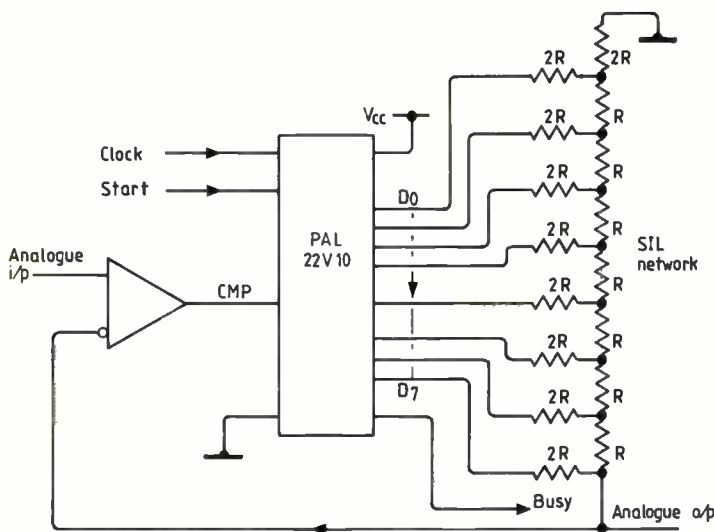 2R
2R
Vcc
2R
R
Clock
Start
D0
2R
R
PAL
22V10
2R
R
SIL
network
Analogue
i/p
CMP
2R
R
2R
R
D7
2R
R
2R
R
Busy
Analogue o/p